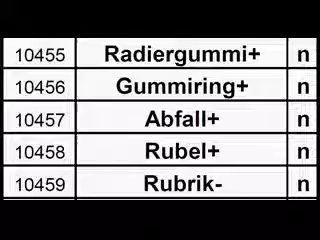 10455 Radiergummi+ n
10456 Gummiring+ n
10457 Abfall+ n
10458 Rubel+ n
10459 Rubrik- n